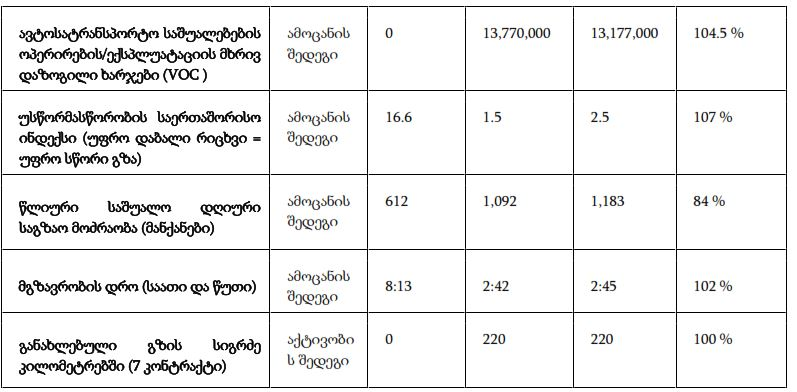 ავტოსატრანსპორტო საშუალებების ამოცანის 0 13,770,000 13,177,000 104.5 %
ოპერირების/ექსპლუატაციის მხრივ შედეგი
დაზოგილი ხარჯები (VOC )
უსწორმასწორობის საერთაშორისო ამოცანის 16.6 1.5 2.5 107 %
ინდექსი (უფრო დაბალი რიცხვი = შედეგი
უფრო სწორი გზა)
წლიური საშუალო დღიური ამოცანის 612 1,092 1,183 84 %
საგზაო მოძრაობა (მანქანები) შედეგი
მგზავრობის დრო (საათი და წუთი) ამოცანის 8:13 2:42 2:45 102 %
შედეგი
განახლებული გზის სიგრძე აქტივობი 0 220 220 100 %
კილომეტრებში (7 კონტრაქტი) ს შედეგი